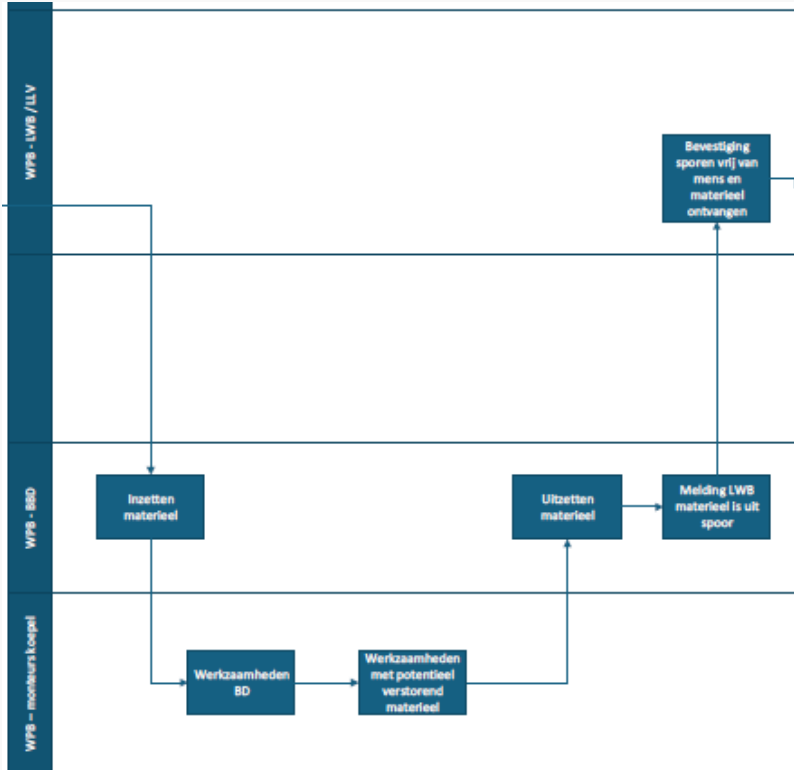 WPB - LWB / LLV
Bevestiging
sporen vrij van
mens en
materieel
ontvangen
WPB - BBD
Inzetten
materieel
Uitzetten
materieel
Melding LWB
materieel is uit
spoor
WPB – monteurs koepel
Werkzaamheden
BD
Werkzaamheden
met potentieel
verstorend
materieel